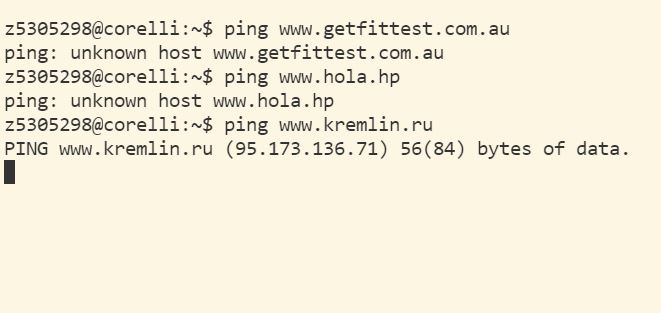 z5305298@corelli:~$ ping www.getfittest.com.au
ping: unknown host www.getfittest.com.au
z5305298@corelli:~$ ping www.hola.hp
ping: unknown host www.hola.hp
z5305298@corelli:~$ ping www.kremlin.ru
PING www.kremlin.ru (95.173.136.71) 56(84) bytes of data.